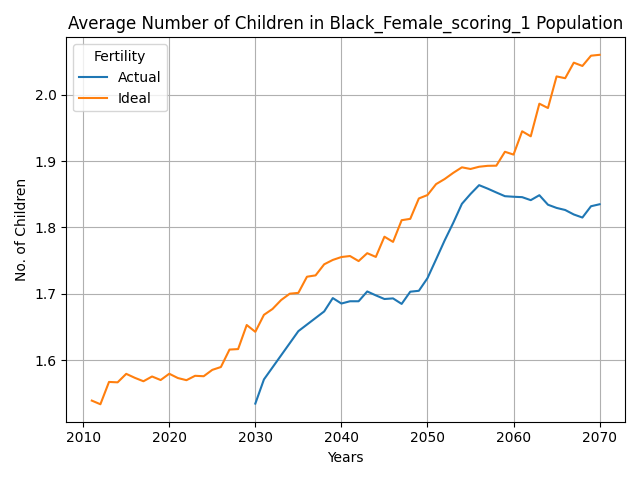 Average Number of Children in Black_Female_scoring_1 Population
Fertility
Actual
Ideal
No. of Children
2.0
1.9
1.8
1.7
1.6
2010 2020 2030 2040 2050 2060 2070
Years